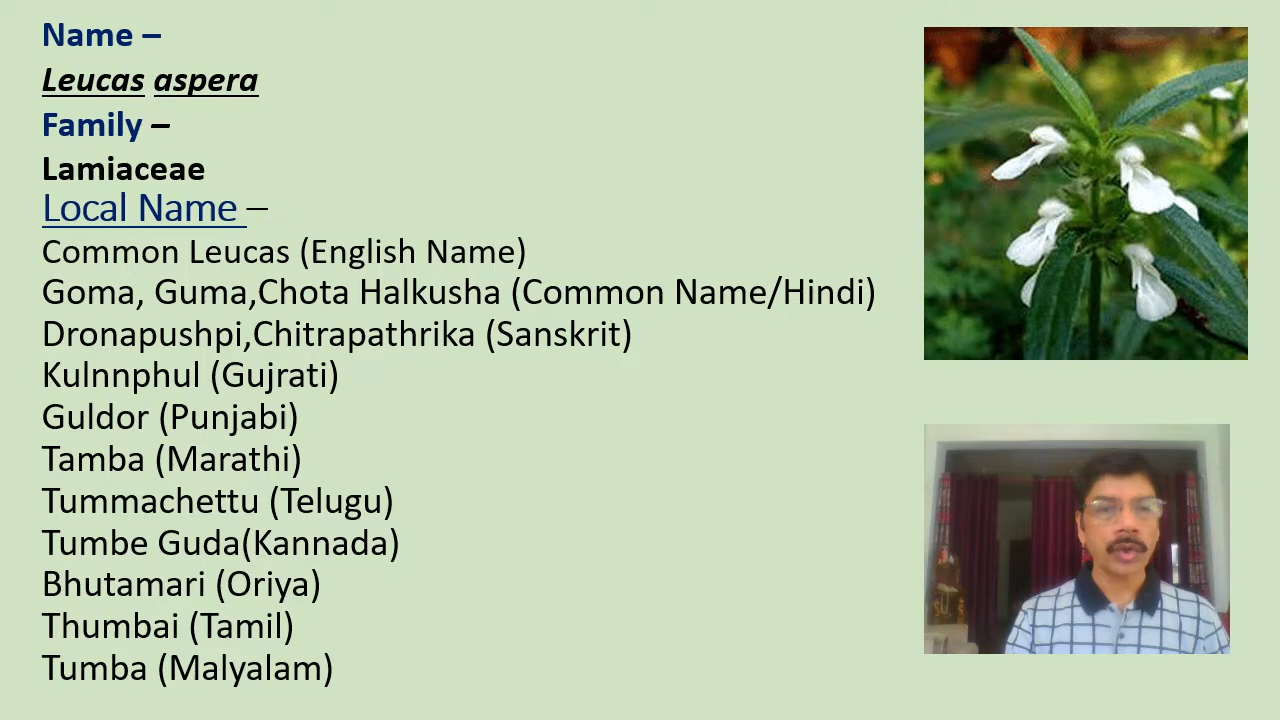 Name –
Leucas aspera
Family –
Lamiaceae
Local Name –
Common Leucas (English Name)
Goma, Guma,Chota Halkusha (Common Name/Hindi)
Dronapushpi,Chitrapathrika (Sanskrit)
Kulnnphul (Gujrati)
Guldor (Punjabi)
Tamba (Marathi)
Tummachettu (Telugu)
Tumbe Guda(Kannada)
Bhutamari (Oriya)
Thumbai (Tamil)
Tumba (Malyalam)